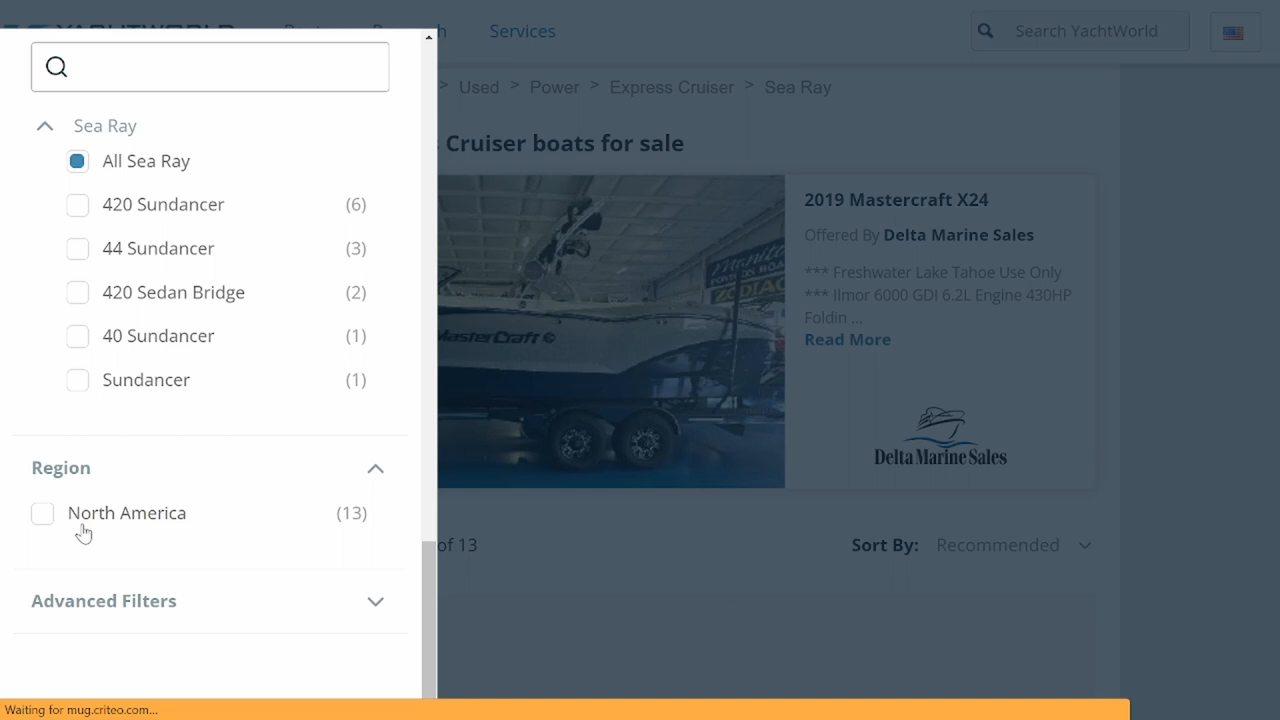 YACHTWORLD
Services
Search YachtWorld
> Used > Power > Express Cruiser > Sea Ray
Sea Ray
All Sea Ray
Cruiser boats for sale
420 Sundancer (6)
44 Sundancer (3)
420 Sedan Bridge (2)
40 Sundancer (1)
Sundancer (1)
2019 Mastercraft X24
Offered By Delta Marine Sales
*** Freshwater Lake Tahoe Use Only
*** Ilmor 6000 GDI 6.2L Engine 430HP
Foldin ...
Read More
MasterCraft
ZODIAC
Delta Marine Sales
Region
North America (13)
of 13
Sort By: Recommended
Advanced Filters
Waiting for mug.criteo.com...